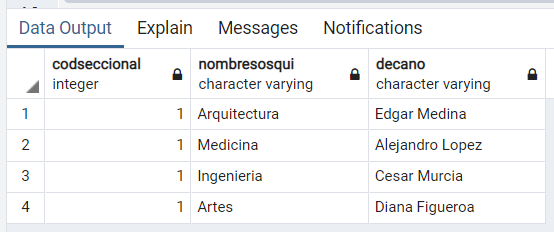 Data Output Explain Messages Notifications
codseccional nombresosqui decano
integer character varying character varying
1 1 Arquitectura Edgar Medina
2 1 Medicina Alejandro Lopez
3 1 Ingenieria Cesar Murcia
4 1 Artes Diana Figueroa